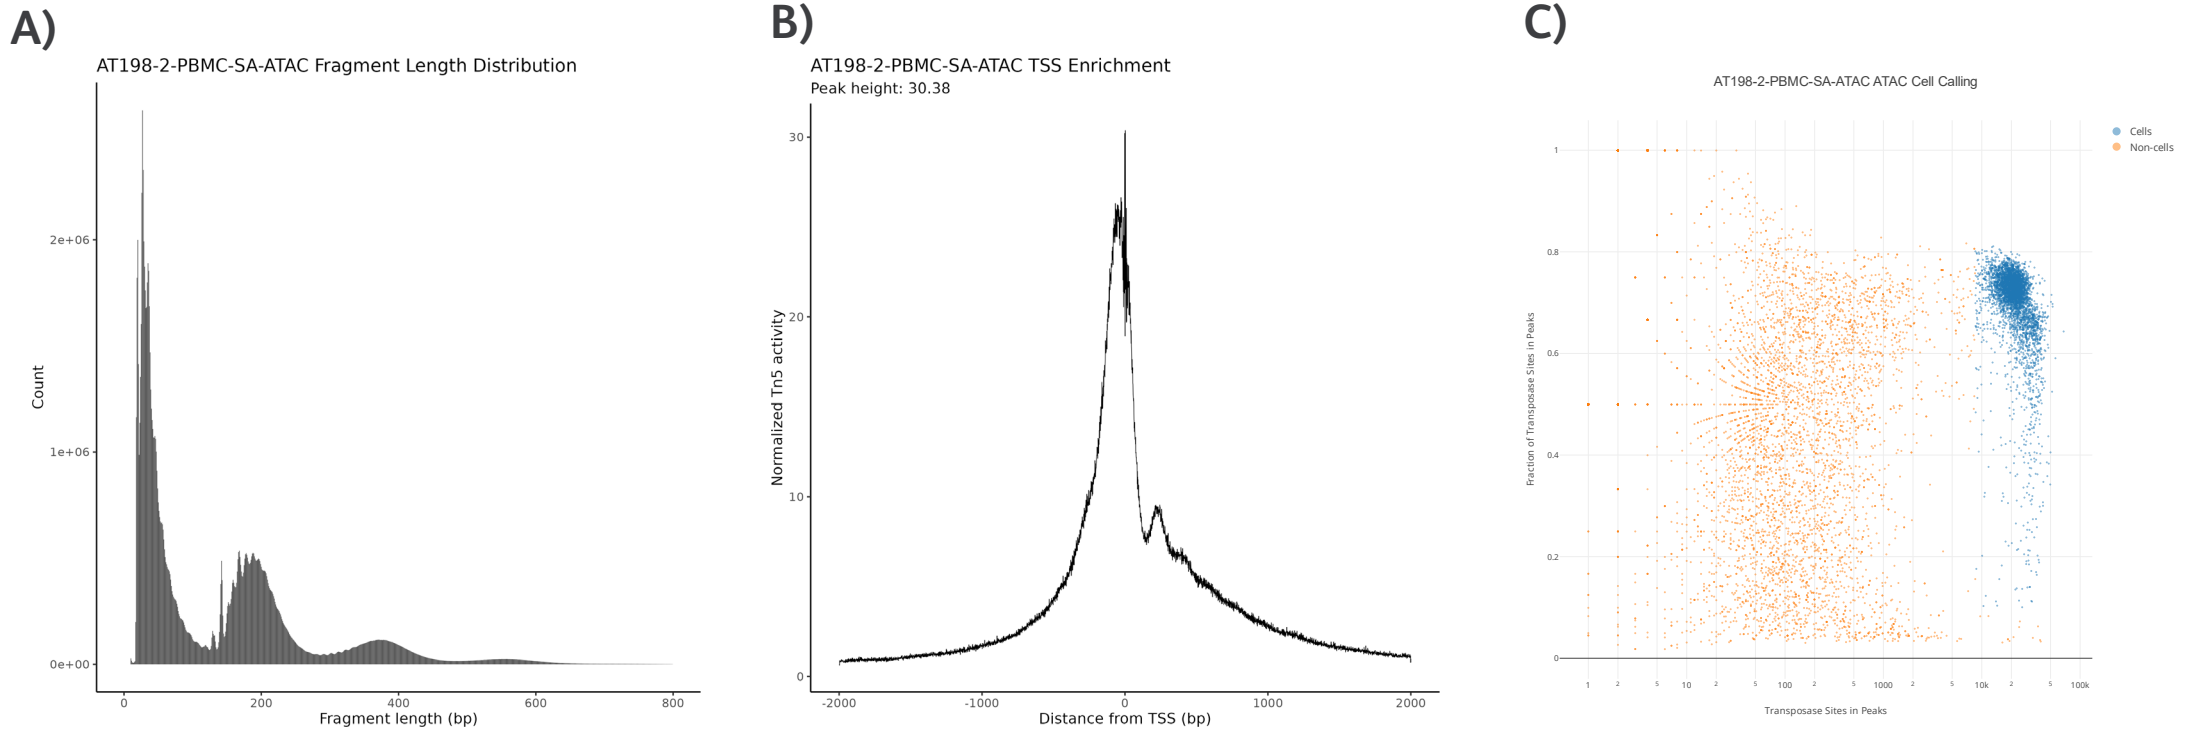 A)
AT198-2-PBMC-SA-ATAC Fragment Length Distribution
Count
2e+06
1e+06
0e+00
0 200 400 600 800
Fragment length (bp)
B)
AT198-2-PBMC-SA-ATAC TSS Enrichment
Peak height: 30.38
Normalized Tn5 activity
30
20
10
0
-2000 -1000 0 1000 2000
Distance from TSS (bp)
C)
AT198-2-PBMC-SA-ATAC ATAC Cell Calling
Cells
Non-cells
Fraction of Transposase Sites in Peaks
1
0.8
0.6
0.4
0.2
0
1 2 5 10 2 5 100 2 5 1000 2 5 10k 2 5 100k
Transposase Sites in Peaks